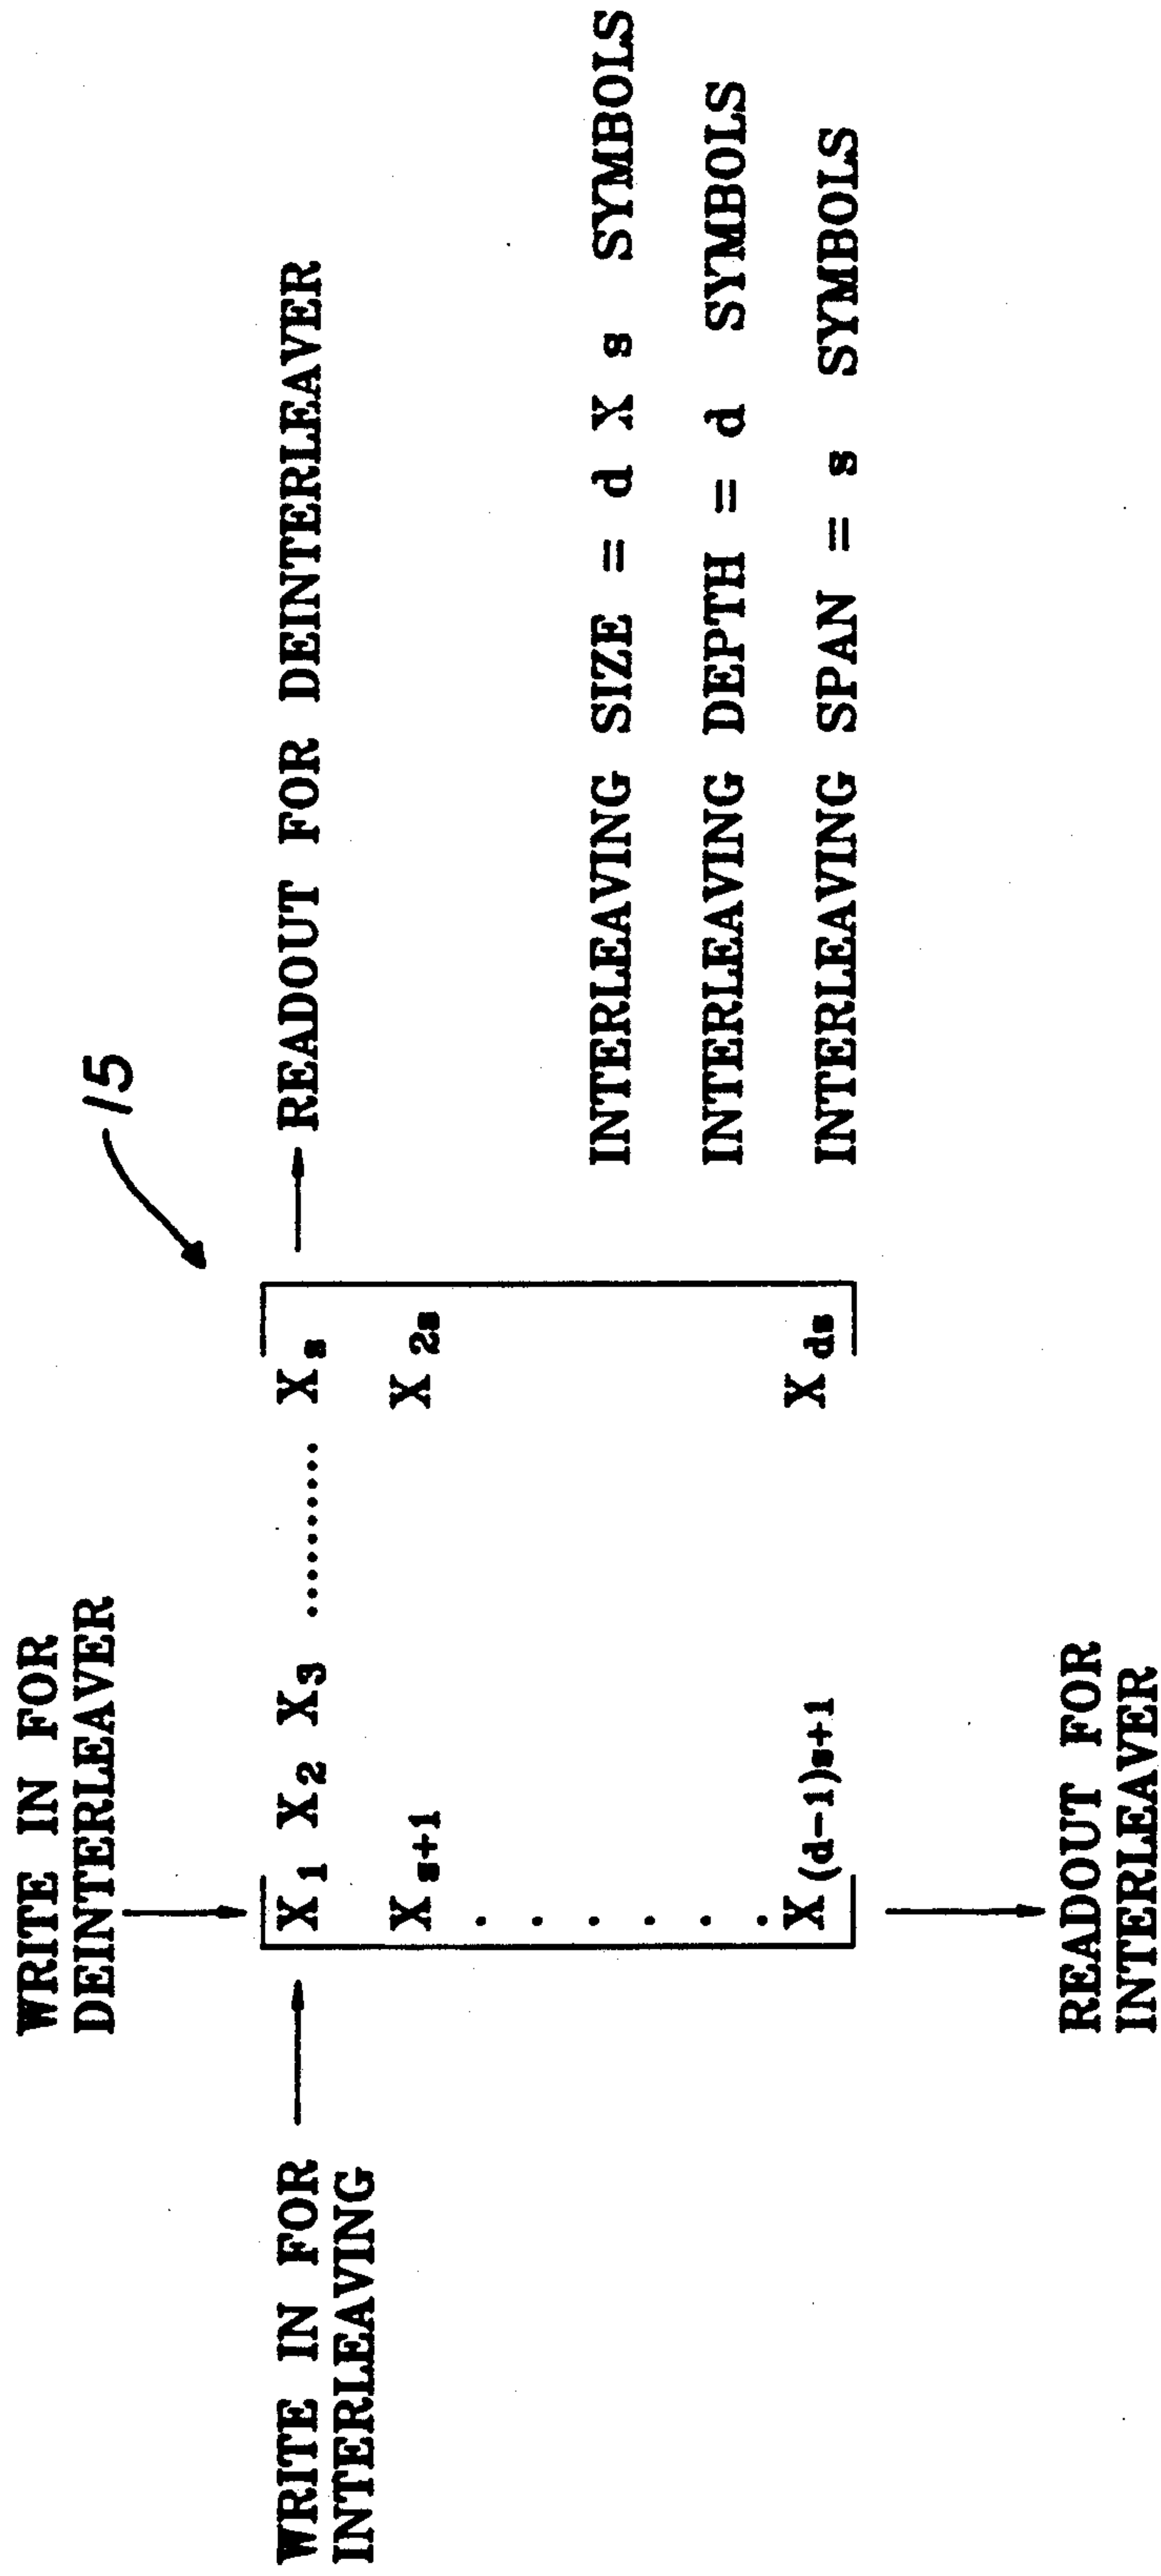 WRITE IN FOR
DEINTERLEAVER
15
WRITE IN FOR
INTERLEAVING
X1 X2 X3 .......... Xs
READOUT FOR DEINTERLEAVER
Xs+1 X2s
X(d-1)s+1 Xds
INTERLEAVING SIZE = d X s SYMBOLS
INTERLEAVING DEPTH = d SYMBOLS
INTERLEAVING SPAN = s SYMBOLS
READOUT FOR
INTERLEAVER